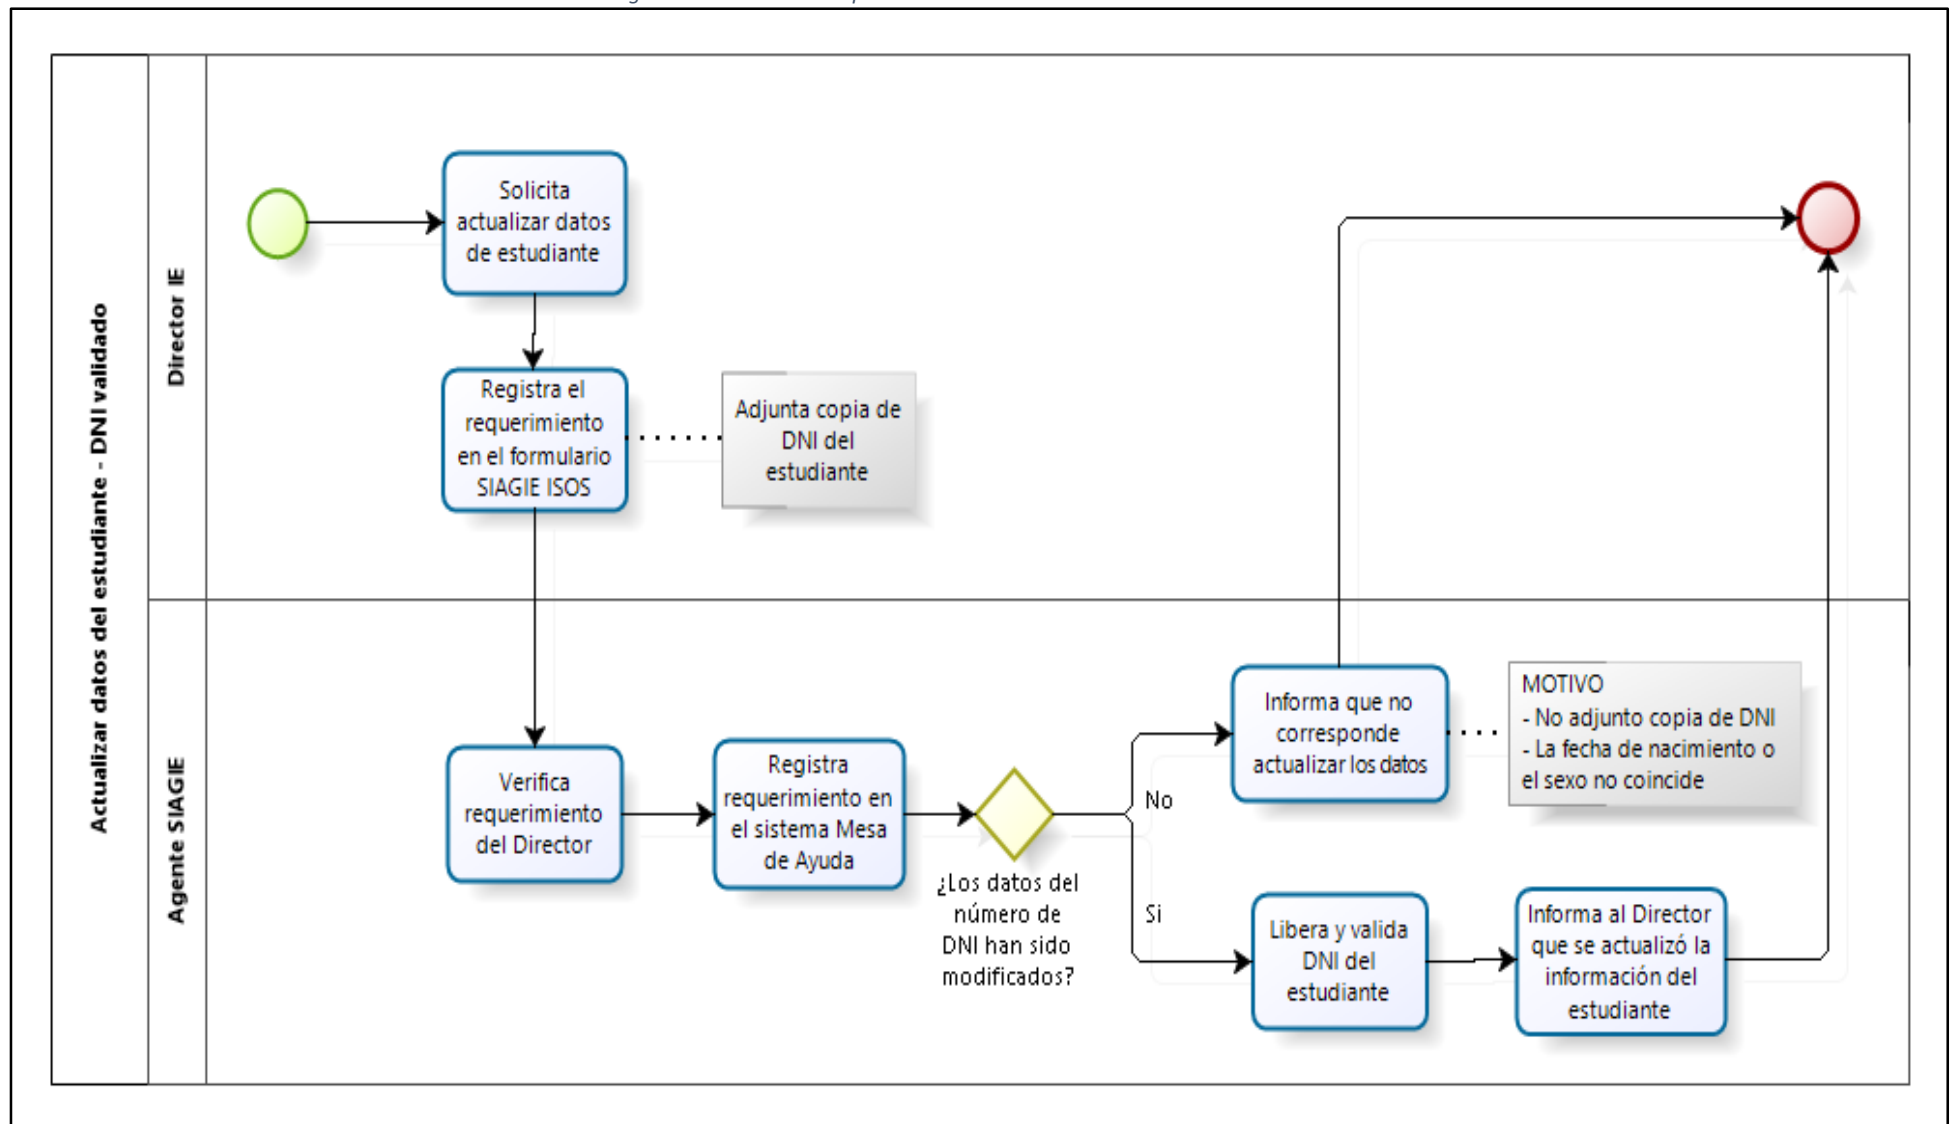 Actualizar datos del estudiante - DNI validado
Director IE
Solicita
actualizar datos
de estudiante
Registra el
requerimiento
en el formulario
SIAGIE ISOS
Adjunta copia de
DNI del
estudiante
Agente SIAGIE
Verifica
requerimiento
del Director
Registra
requerimiento en
el sistema Mesa
de Ayuda
¿Los datos del
número de
DNI han sido
modificados?
No
Informa que no
corresponde
actualizar los datos
MOTIVO
- No adjunto copia de DNI
- La fecha de nacimiento o
el sexo no coincide
Si
Libera y valida
DNI del
estudiante
Informa al Director
que se actualizó la
información del
estudiante